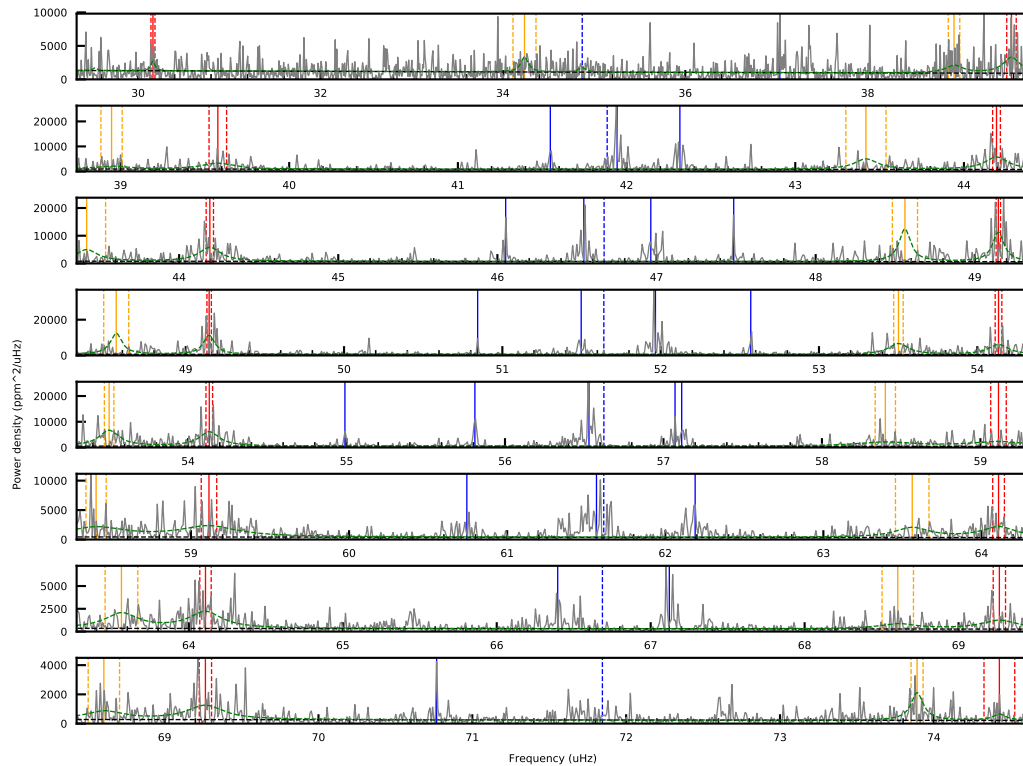 10000
5000
0
30 32 34 36 38
20000
10000
0
39 40 41 42 43 44
20000
10000
0
44 45 46 47 48 49
20000
0
49 50 51 52 53 54
20000
10000
0
54 55 56 57 58 59
10000
5000
0
59 60 61 62 63 64
5000
2500
0
64 65 66 67 68 69
4000
2000
0
69 70 71 72 73 74
Power density (ppm^2/uHz)
Frequency (uHz)